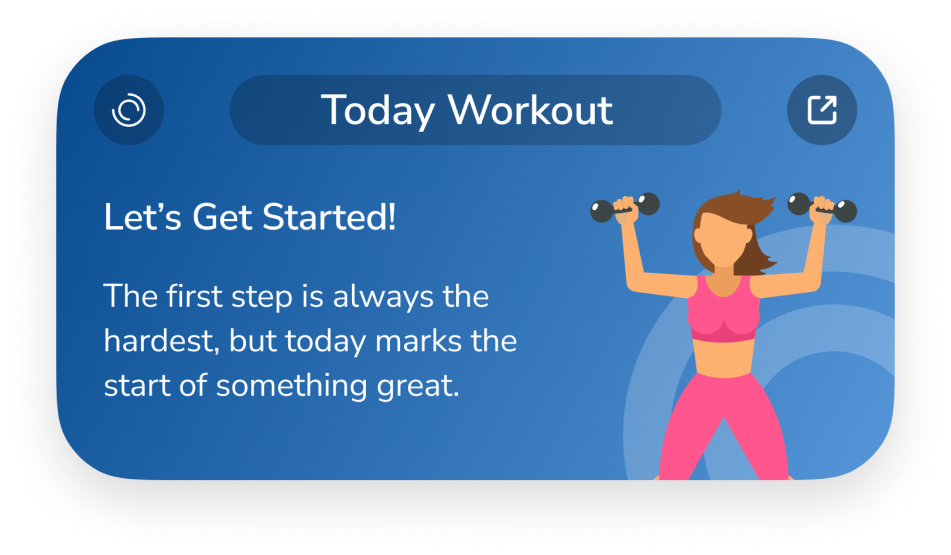 Today Workout
Let’s Get Started!
The first step is always the
hardest, but today marks the
start of something great.